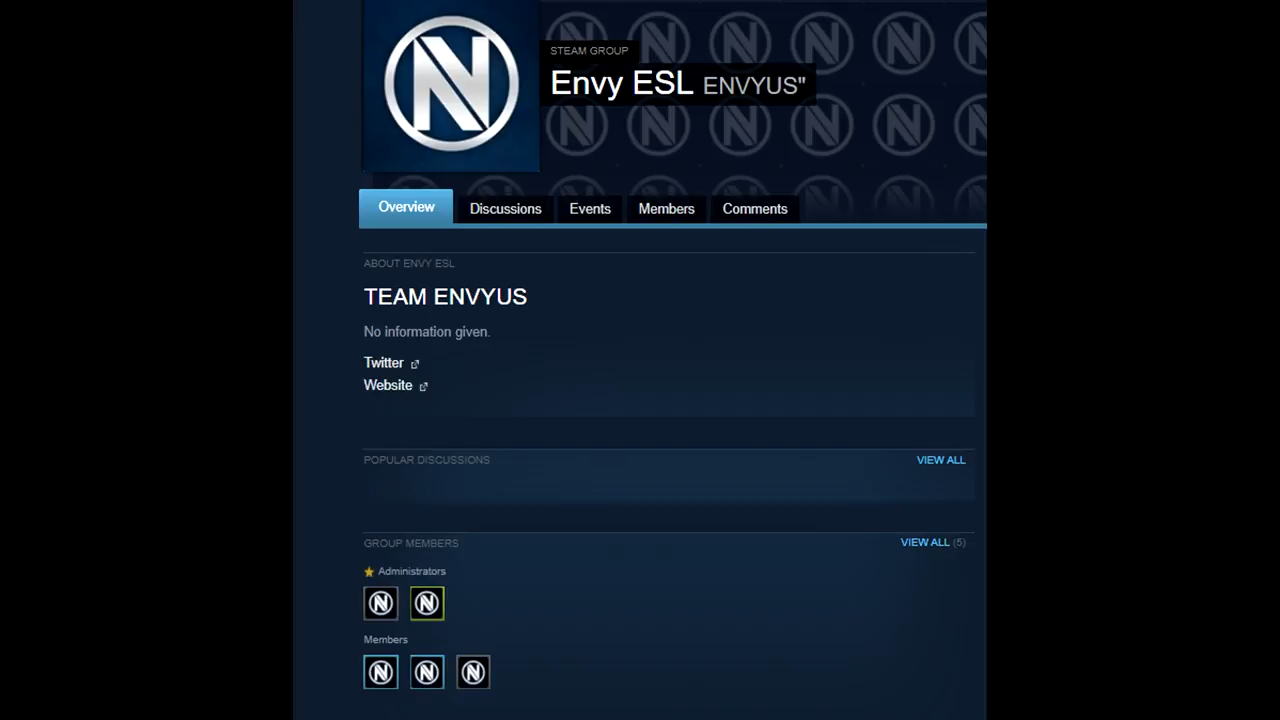 STEAM GROUP
Envy ESL ENVYUS"
Overview Discussions Events Members Comments
ABOUT ENVY ESL
TEAM ENVYUS
No information given.
Twitter
Website
POPULAR DISCUSSIONS VIEW ALL
GROUP MEMBERS VIEW ALL (5)
Administrators
Members